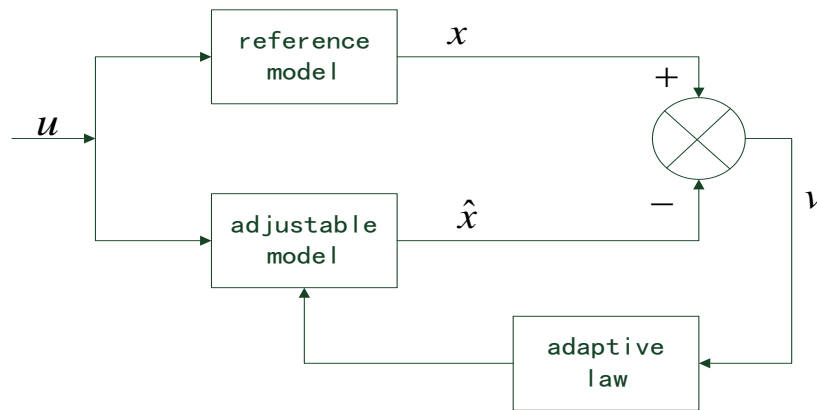 reference
model
x
+
u
adjustable
model
x̂
−
adaptive
law